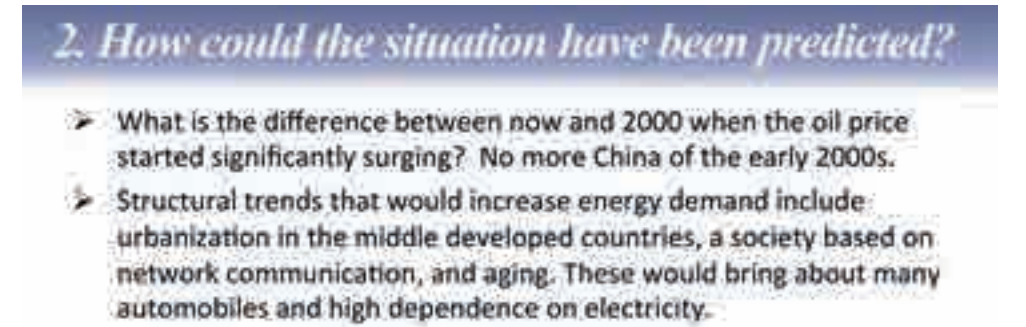 2. How could the situation have been predicted?
➢ What is the difference between now and 2000 when the oil price
started significantly surging? No more China of the early 2000s.
➢ Structural trends that would increase energy demand include
urbanization in the middle developed countries, a society based on
network communication, and aging. These would bring about many
automobiles and high dependence on electricity.